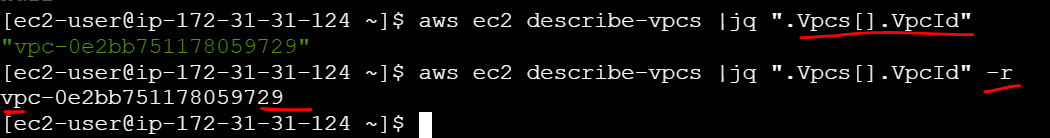 [ec2-user@ip-172-31-31-124 ~]$ aws ec2 describe-vpcs |jq ".Vpcs[].VpcId"
"vpc-0e2bb751178059729"
[ec2-user@ip-172-31-31-124 ~]$ aws ec2 describe-vpcs |jq ".Vpcs[].VpcId" -r
vpc-0e2bb751178059729
[ec2-user@ip-172-31-31-124 ~]$